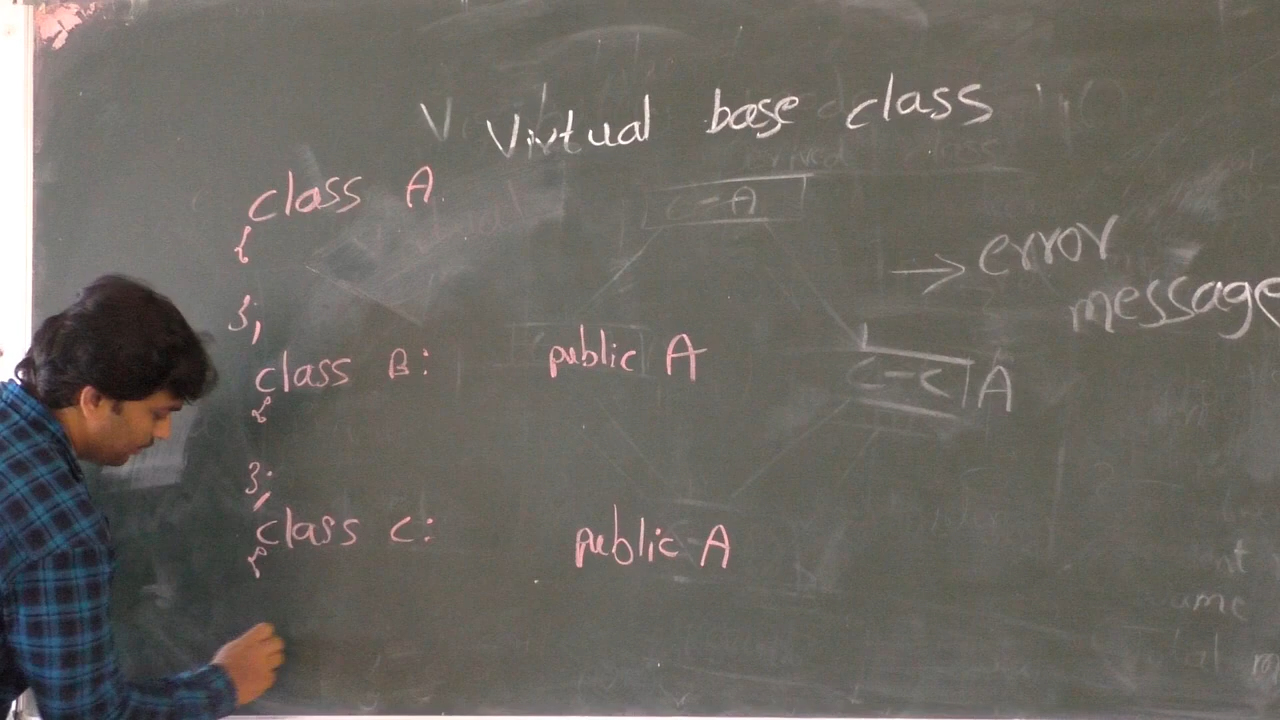 Virtual base class
class A
{
};
class B: public A
{
};
class C: public A
{
C-A
→ error
message
C-C A